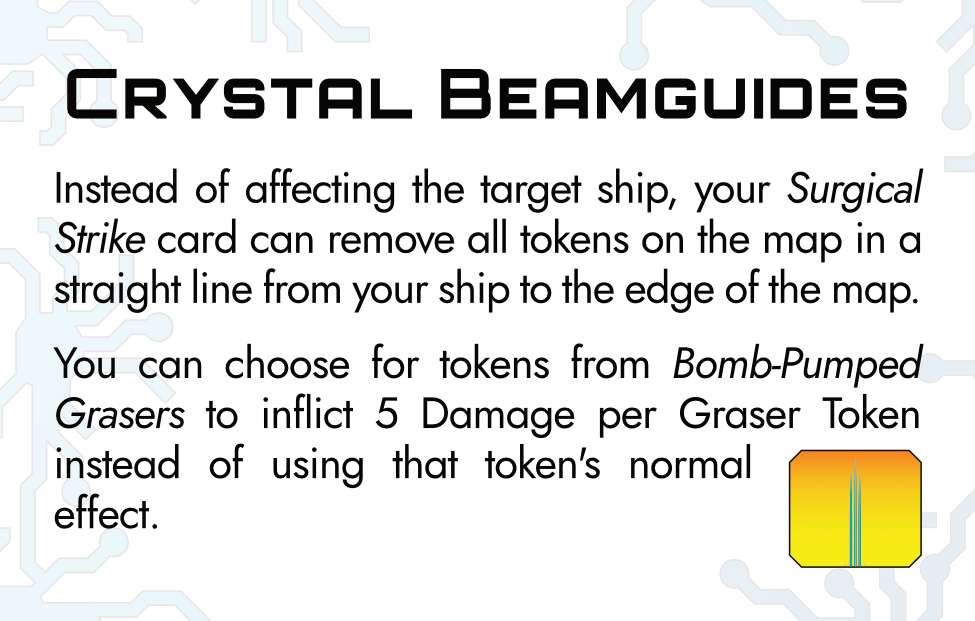 Crystal Beamguides
Instead of affecting the target ship, your Surgical
Strike card can remove all tokens on the map in a
straight line from your ship to the edge of the map.
You can choose for tokens from Bomb-Pumped
Grasers to inflict 5 Damage per Graser Token
instead of using that token's normal
effect.